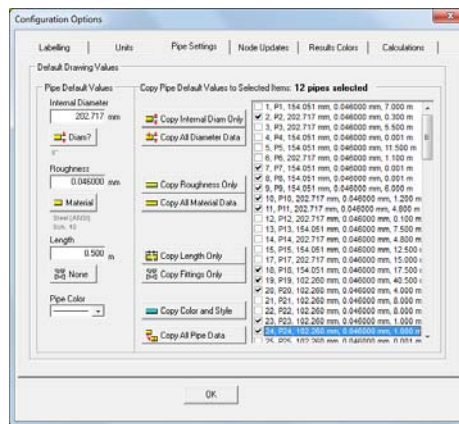 Configuration Options
Labelling
Units
Pipe Settings
Node Updates
Results Colors
Calculations
Default Drawing Values
Pipe Default Values
Internal Diameter
202.717 mm
Diam?
8"
Roughness
0.046000 mm
Material
Steel (ANSI)
Sch. 40
Length
0.500 m
None
Pipe Color
Copy Pipe Default Values to Selected Items: 12 pipes selected
Copy Internal Diam Only
Copy All Diameter Data
Copy Roughness Only
Copy All Material Data
Copy Length Only
Copy Fittings Only
Copy Color and Style
Copy All Pipe Data
1, P1, 154.051 mm, 0.046000 mm, 7.000 m
2, P2, 202.717 mm, 0.046000 mm, 0.300 m
3, P3, 202.717 mm, 0.046000 mm, 5.500 m
4, P4, 154.051 mm, 0.046000 mm, 0.001 m
5, P5, 154.051 mm, 0.046000 mm, 11.500 m
6, P6, 202.717 mm, 0.046000 mm, 1.100 m
7, P7, 154.051 mm, 0.046000 mm, 0.001 m
8, P8, 154.051 mm, 0.046000 mm, 0.001 m
9, P9, 154.051 mm, 0.046000 mm, 6.000 m
10, P10, 202.717 mm, 0.046000 mm, 1.200 m
11, P11, 202.717 mm, 0.046000 mm, 4.800 m
12, P12, 202.717 mm, 0.046000 mm, 0.100 m
13, P13, 154.051 mm, 0.046000 mm, 7.500 m
14, P14, 202.717 mm, 0.046000 mm, 4.800 m
15, P15, 154.051 mm, 0.046000 mm, 12.500 m
17, P17, 202.717 mm, 0.046000 mm, 15.000 m
18, P18, 154.051 mm, 0.046000 mm, 17.500 m
19, P19, 102.260 mm, 0.046000 mm, 40.500 m
20, P20, 102.260 mm, 0.046000 mm, 4.000 m
21, P21, 102.260 mm, 0.046000 mm, 8.000 m
22, P22, 102.260 mm, 0.046000 mm, 8.000 m
23, P23, 102.260 mm, 0.046000 mm, 1.000 m
24, P24, 102.260 mm, 0.046000 mm, 1.000 m
25, P25, 102.260 mm, 0.046000 mm, 0.001 m
OK